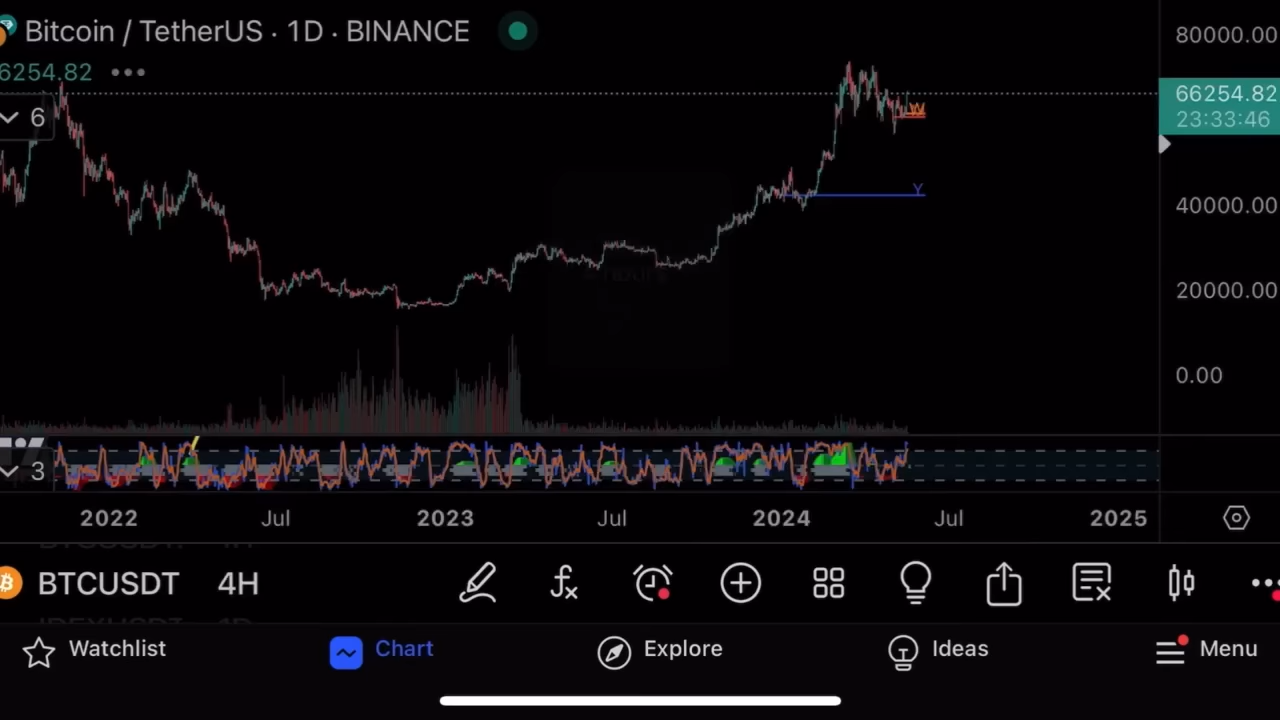 Bitcoin / TetherUS · 1D · BINANCE
80000.00
6254.82 •••
66254.82
23:33:46
6
W
Y
40000.00
20000.00
0.00
3
2022 Jul 2023 Jul 2024 Jul 2025
BTCUSDT 4H
Watchlist Chart Explore Ideas Menu